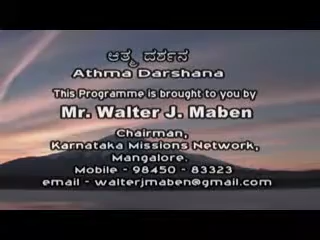 ಆತ್ಮ ದರ್ಶನ
Athma Darshana
This Programme is brought to you by
Mr. Walter J. Maben
Chairman,
Karnataka Missions Network,
Mangalore.
Mobile - 98450 - 83323
email - walterjmaben@gmail.com